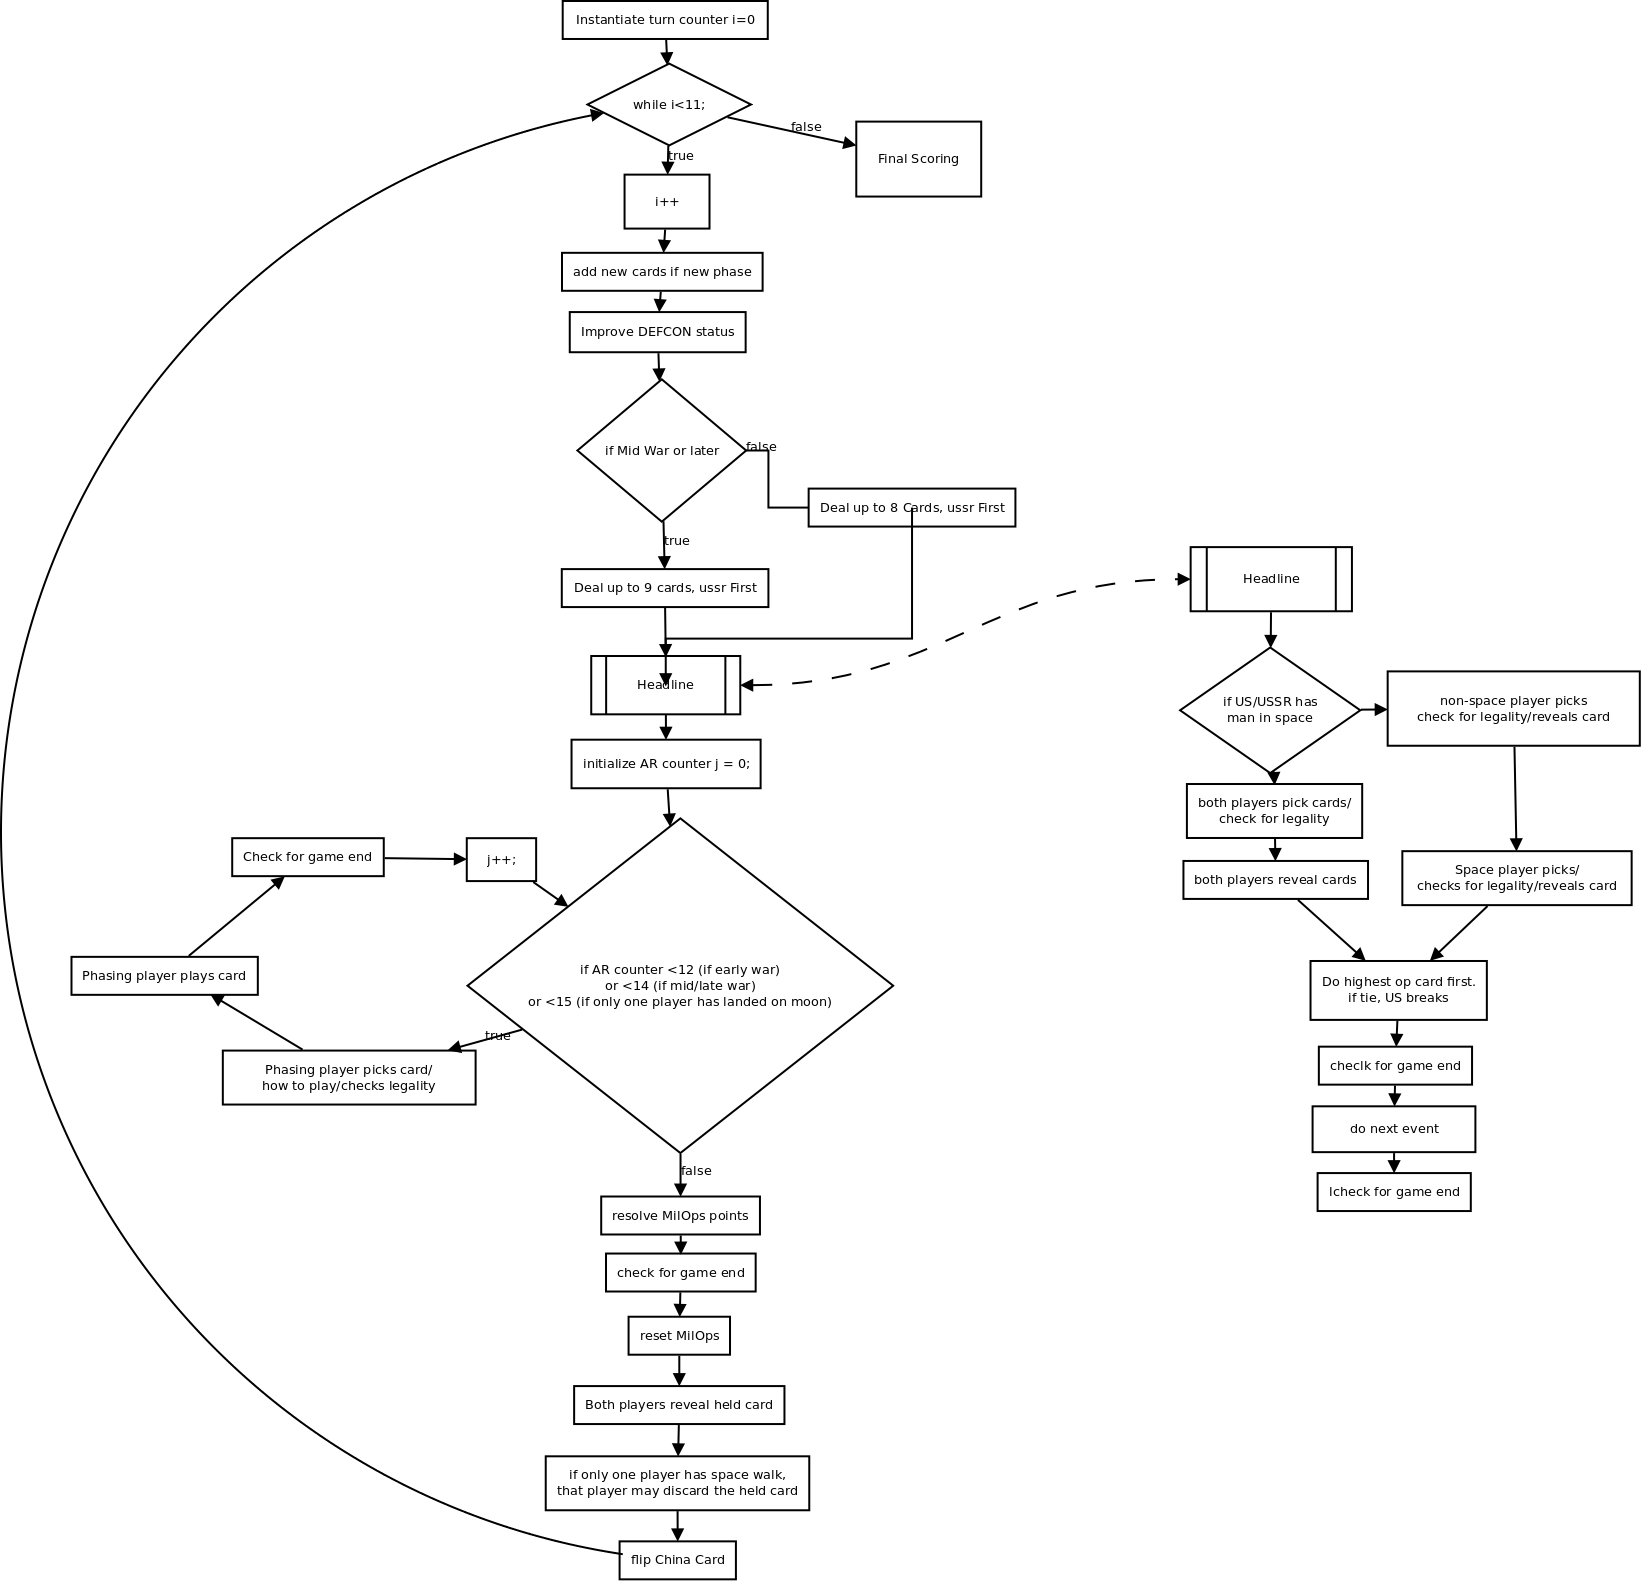 Instantiate turn counter i=0
while i<11;
false
true
Final Scoring
i++
add new cards if new phase
Improve DEFCON status
if Mid War or later
false
Deal up to 8 Cards, ussr First
true
Deal up to 9 cards, ussr First
Headline
initialize AR counter j = 0;
Check for game end
j++;
if AR counter <12 (if early war)
or <14 (if mid/late war)
or <15 (if only one player has landed on moon)
Phasing player plays card
true
Phasing player picks card/
how to play/checks legality
false
resolve MilOps points
check for game end
reset MilOps
Both players reveal held card
if only one player has space walk,
that player may discard the held card
flip China Card
Headline
if US/USSR has
man in space
non-space player picks
check for legality/reveals card
both players pick cards/
check for legality
both players reveal cards
Space player picks/
checks for legality/reveals card
Do highest op card first.
if tie, US breaks
checlk for game end
do next event
lcheck for game end